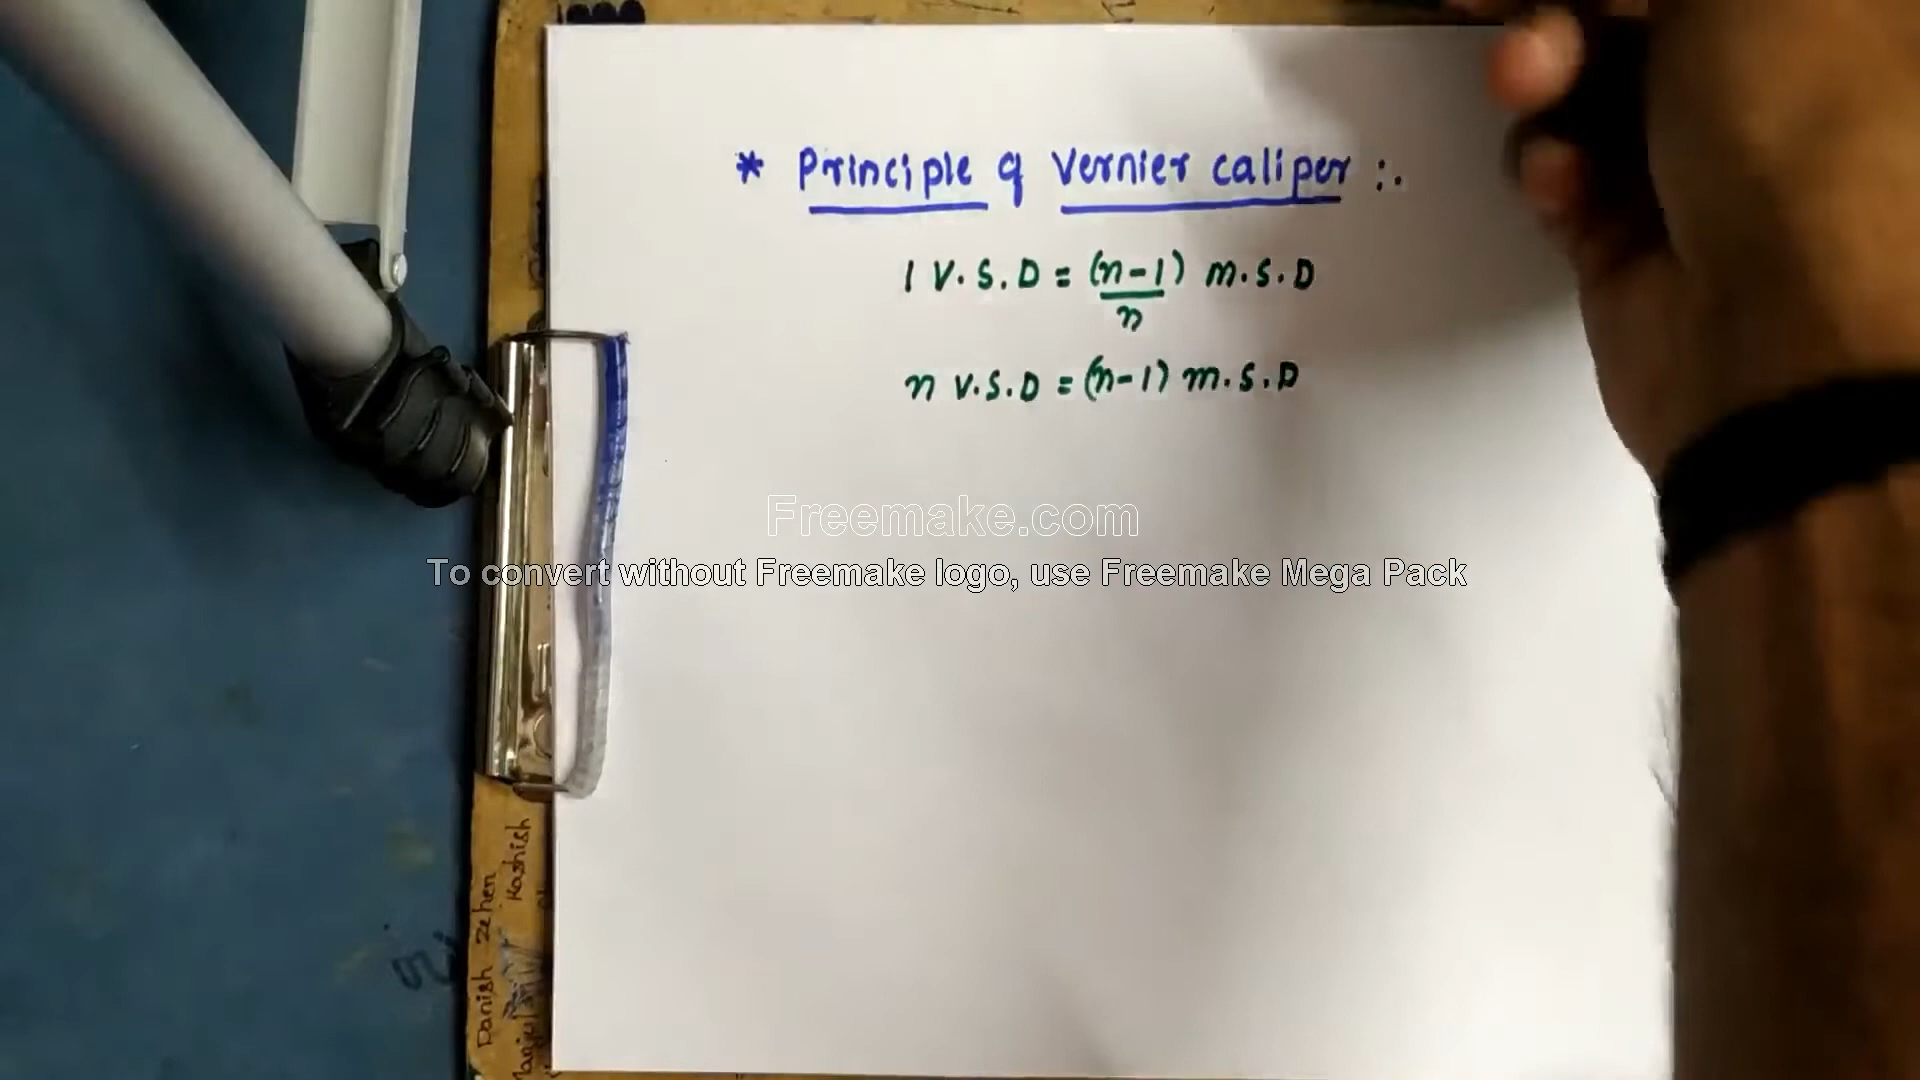 * Principle of Vernier caliper :.
1 V.S.D = (n-1)/n m.s.D
n V.S.D = (n-1) m.s.D
Freemake.com
To convert without Freemake logo, use Freemake Mega Pack
Danish Zehen
Kashish